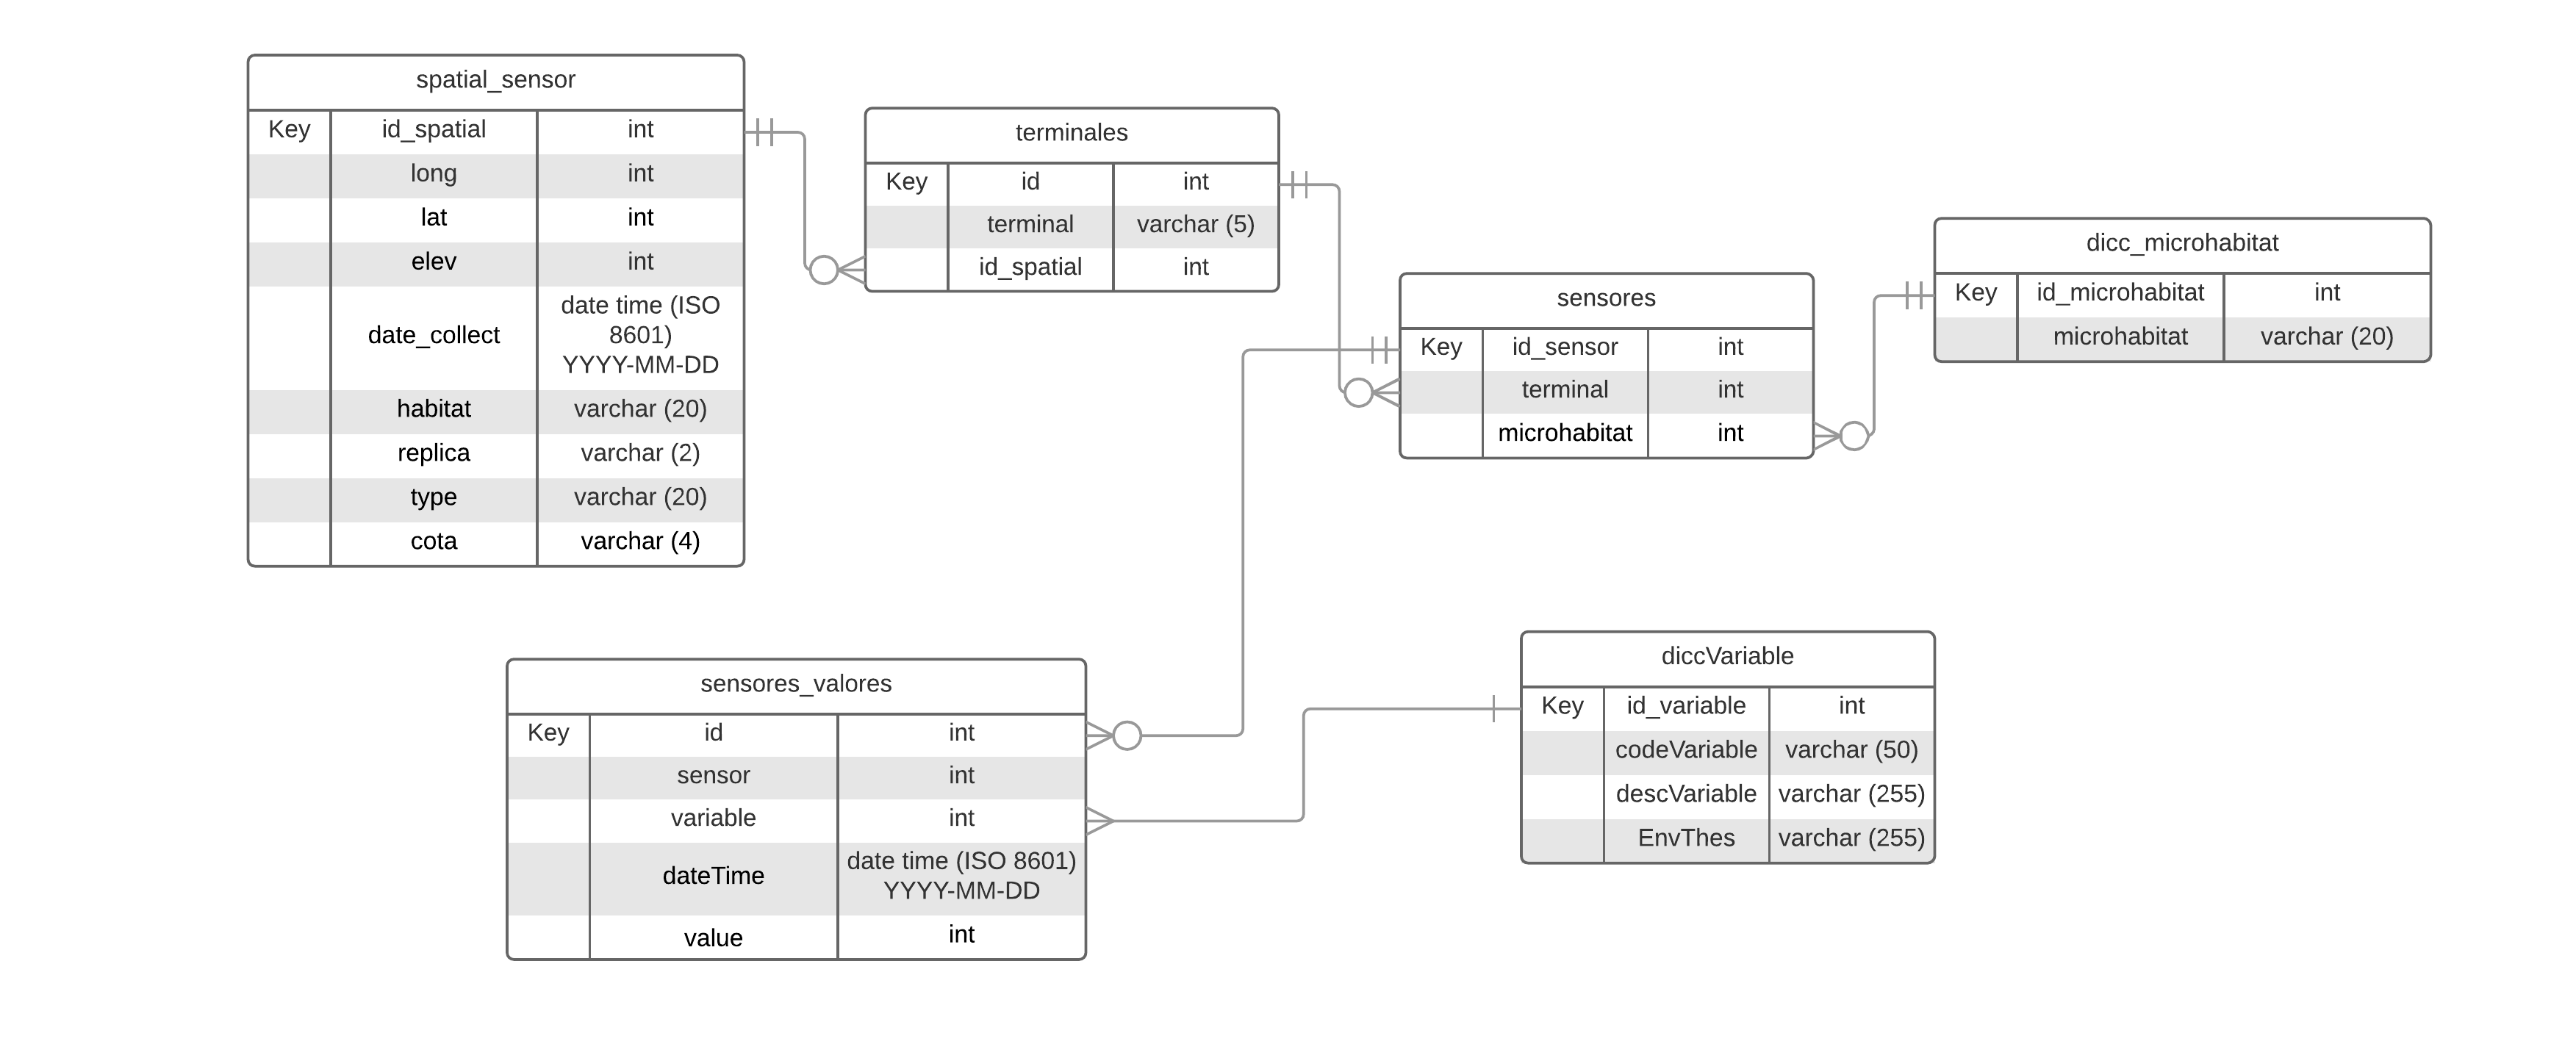 spatial_sensor
Key id_spatial int
long int
lat int
elev int
date_collect date time (ISO
8601)
YYYY-MM-DD
habitat varchar (20)
replica varchar (2)
type varchar (20)
cota varchar (4)
terminales
Key id int
terminal varchar (5)
id_spatial int
sensores
Key id_sensor int
terminal int
microhabitat int
dicc_microhabitat
Key id_microhabitat int
microhabitat varchar (20)
sensores_valores
Key id int
sensor int
variable int
dateTime date time (ISO 8601)
YYYY-MM-DD
value int
diccVariable
Key id_variable int
codeVariable varchar (50)
descVariable varchar (255)
EnvThes varchar (255)